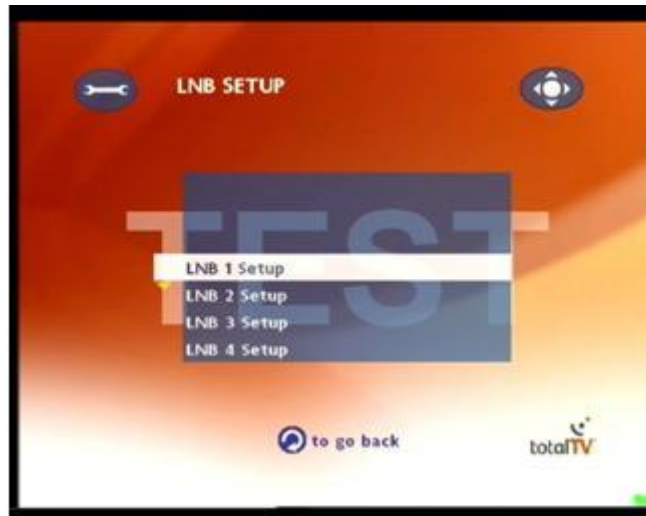 LNB SETUP
TEST
LNB 1 Setup
LNB 2 Setup
LNB 3 Setup
LNB 4 Setup
to go back
totalTV